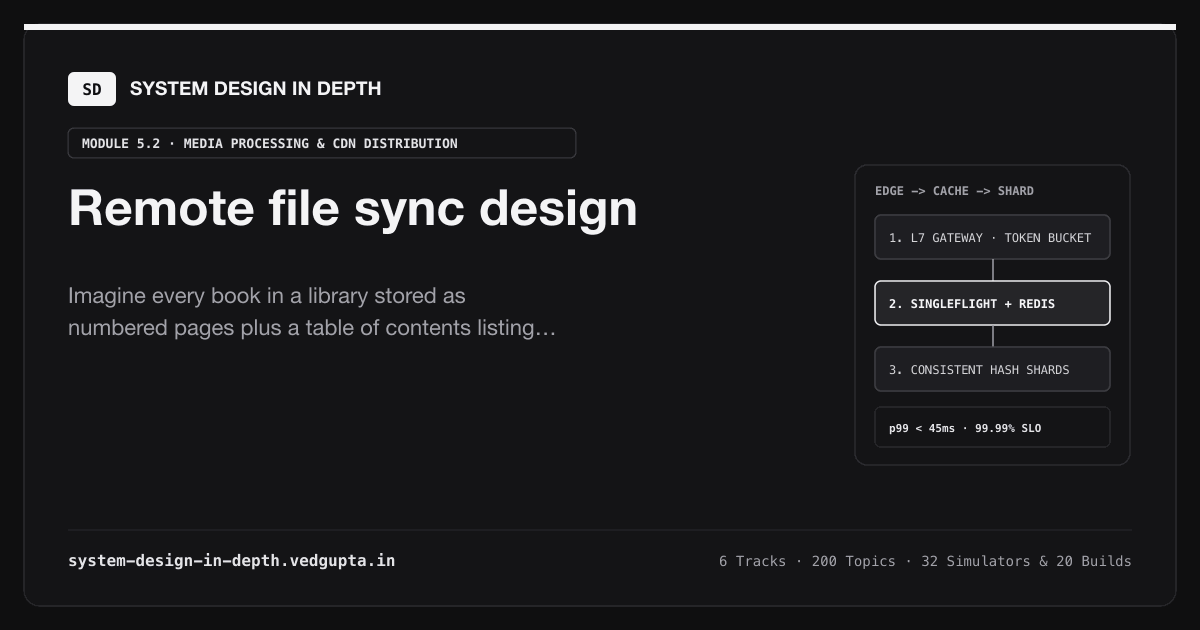 SD SYSTEM DESIGN IN DEPTH
MODULE 5.2 · MEDIA PROCESSING & CDN DISTRIBUTION
Remote file sync design
Imagine every book in a library stored as
numbered pages plus a table of contents listing…
EDGE -> CACHE -> SHARD
1. L7 GATEWAY · TOKEN BUCKET
2. SINGLEFLIGHT + REDIS
3. CONSISTENT HASH SHARDS
p99 < 45ms · 99.99% SLO
system-design-in-depth.vedgupta.in
6 Tracks · 200 Topics · 32 Simulators & 20 Builds